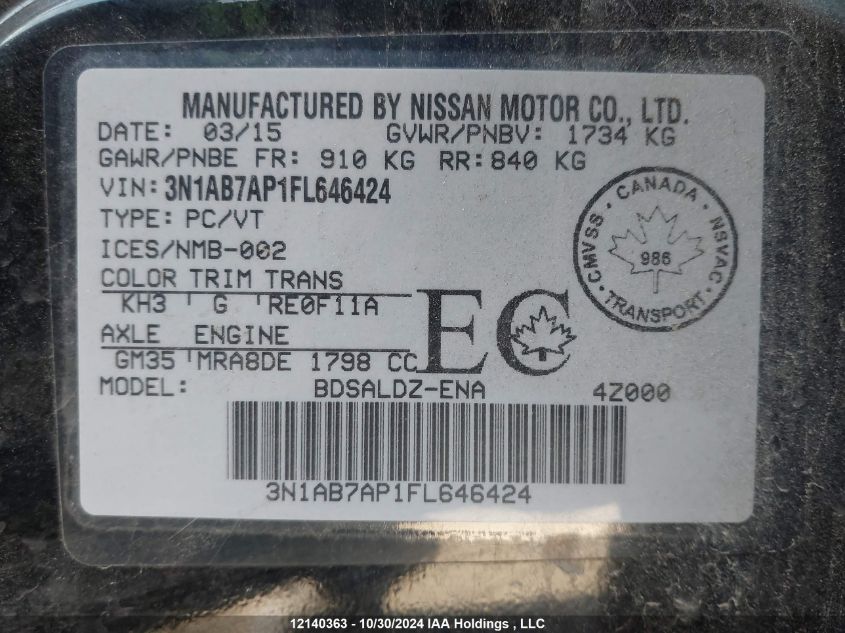 MANUFACTURED BY NISSAN MOTOR CO., LTD.
DATE: 03/15 GVWR/PNBV: 1734 KG
GAWR/PNBE FR: 910 KG RR: 840 KG
VIN: 3N1AB7AP1FL646424
TYPE: PC/VT
ICES/NMB-002
COLOR TRIM TRANS
KH3 ' G ' RE0F11A
AXLE ENGINE
GM35 ' MRA8DE 1798 CC
EC
CANADA
CMVSS · NSVAC
986
· TRANSPORT ·
MODEL: BDSALDZ-ENA 4Z000
3N1AB7AP1FL646424
12140363 - 10/30/2024 IAA Holdings , LLC